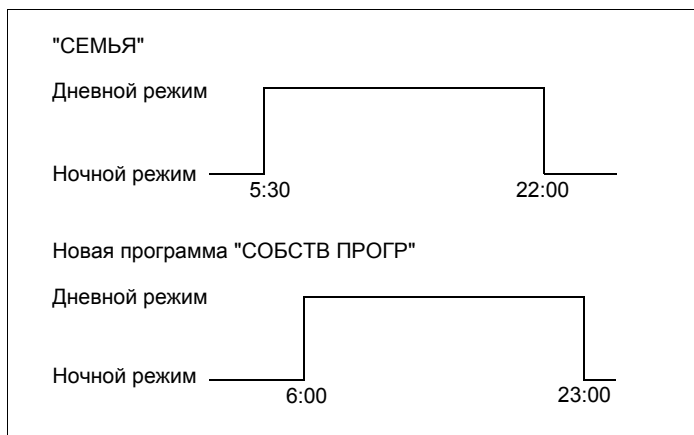 "СЕМЬЯ"
Дневной режим
Ночной режим
5:30 22:00
Новая программа "СОБСТВ ПРОГР"
Дневной режим
Ночной режим
6:00 23:00